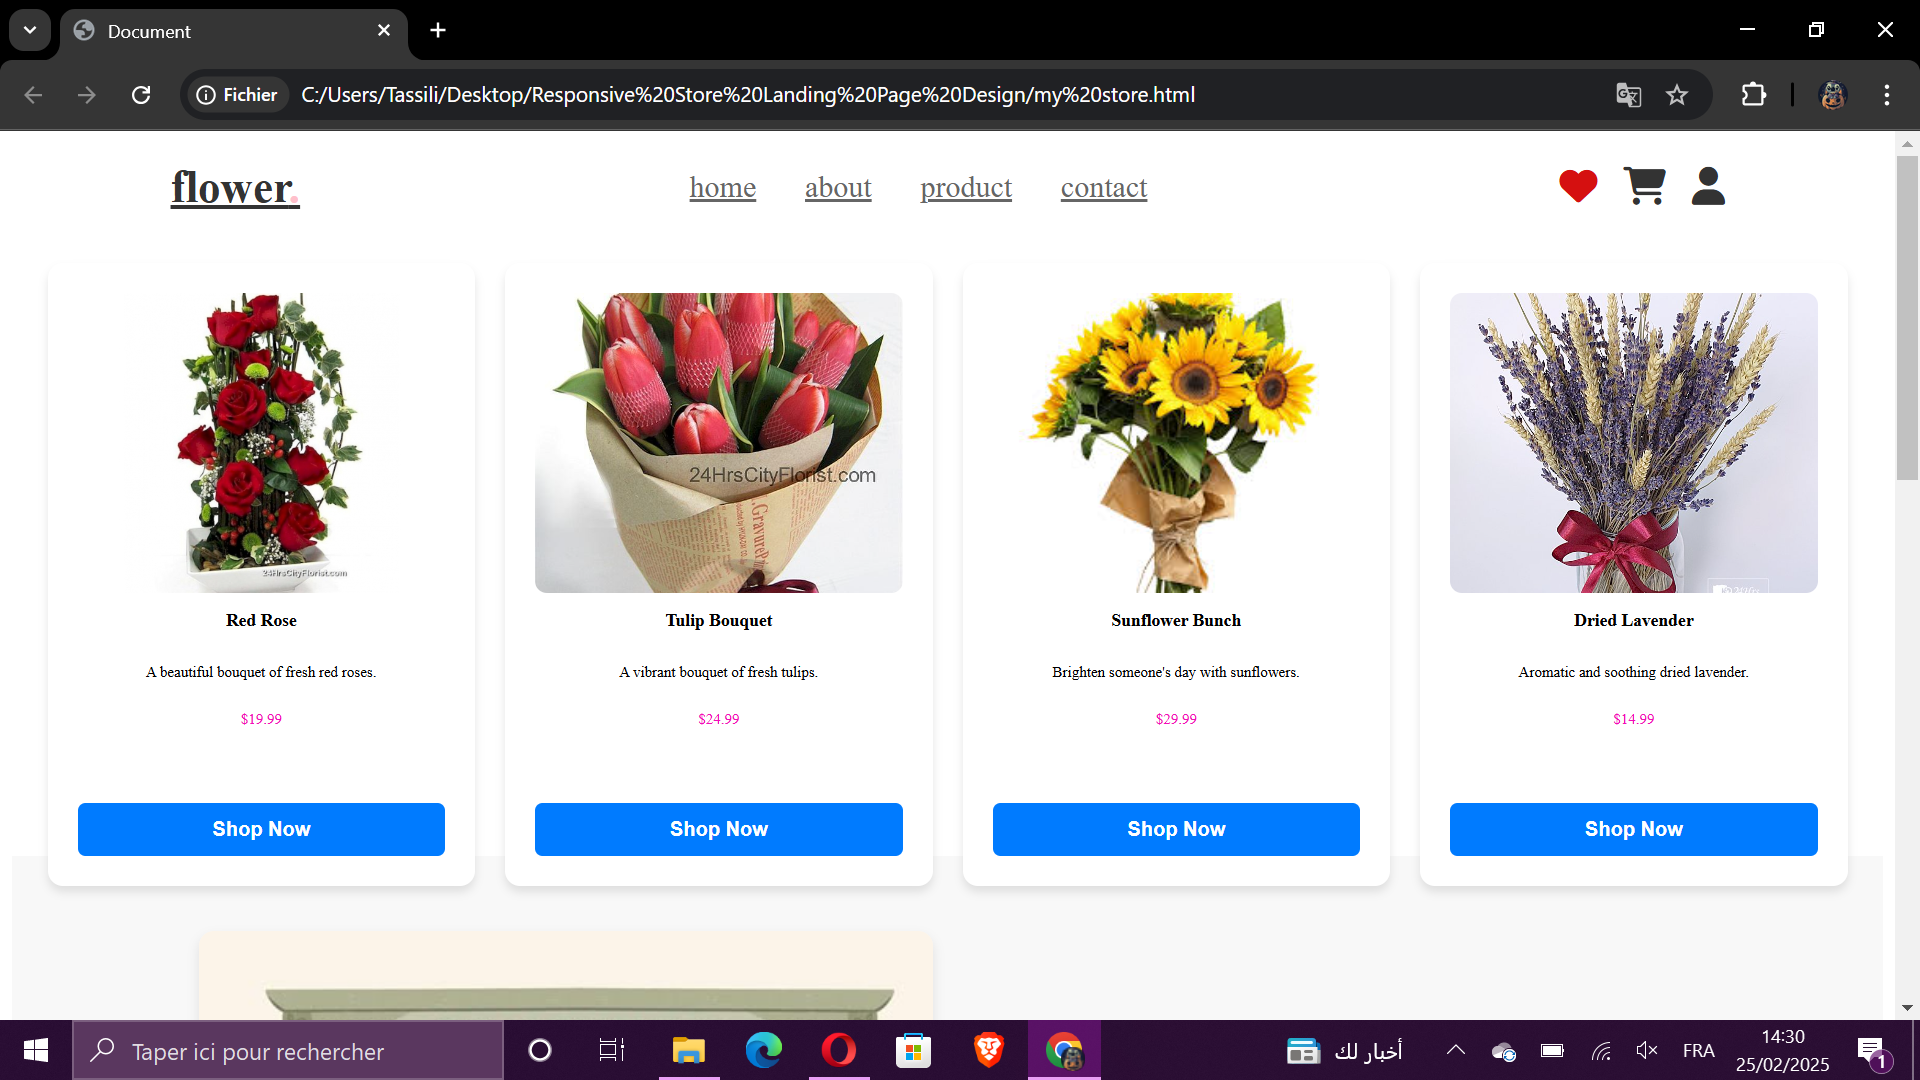 Document
Fichier
C:/Users/Tassili/Desktop/Responsive%20Store%20Landing%20Page%20Design/my%20store.html
flower.
home
about
product
contact
24HrsCityFlorist.com
24HrsCityFlorist.com
Red Rose
Tulip Bouquet
Sunflower Bunch
Dried Lavender
A beautiful bouquet of fresh red roses.
A vibrant bouquet of fresh tulips.
Brighten someone's day with sunflowers.
Aromatic and soothing dried lavender.
$19.99
$24.99
$29.99
$14.99
Shop Now
Shop Now
Shop Now
Shop Now
Taper ici pour rechercher
أخبار لك
FRA
14:30
25/02/2025
1